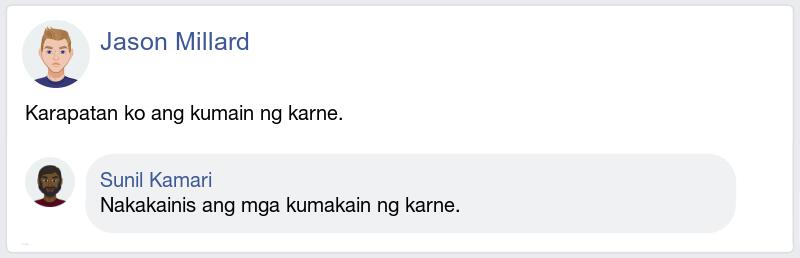 Jason Millard
Karapatan ko ang kumain ng karne.
Sunil Kamari
Nakakainis ang mga kumakain ng karne.